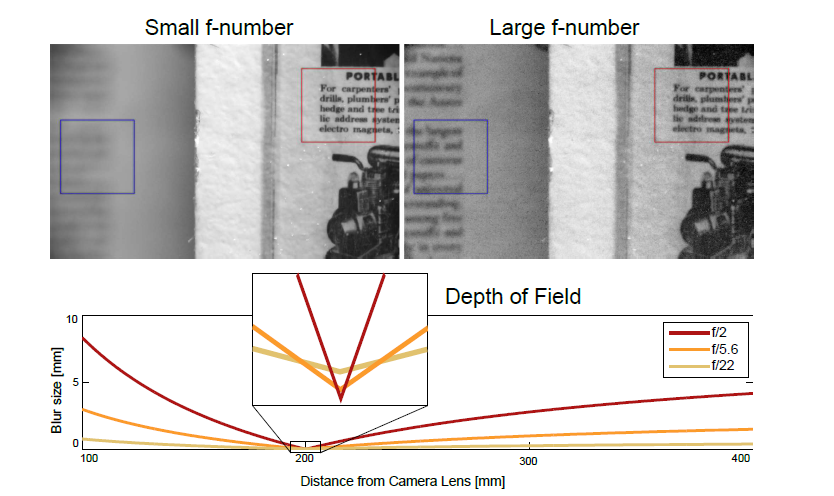 Small f-number
Large f-number
PORTABL
For carpenters' p
drills, plumbers' p
hedge and tree tri
lic address system
electro magnets,
PORTABL
For carpenters' p
drills, plumbers' p
hedge and tree tri
lic address system
electro magnets,
the largest
Depth of Field
f/2
f/5.6
f/22
Blur size [mm]
10
5
0
100
200
300
400
Distance from Camera Lens [mm]